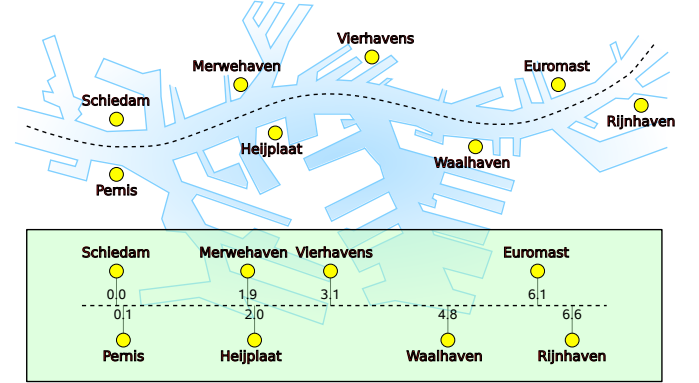 Vierhavens
Merwehaven
Euromast
Schiedam
Rijnhaven
Heijplaat
Waalhaven
Pernis
Schiedam
Merwehaven
Vierhavens
Euromast
0.0
1.9
3.1
6.1
0.1
2.0
4.8
6.6
Pernis
Heijplaat
Waalhaven
Rijnhaven